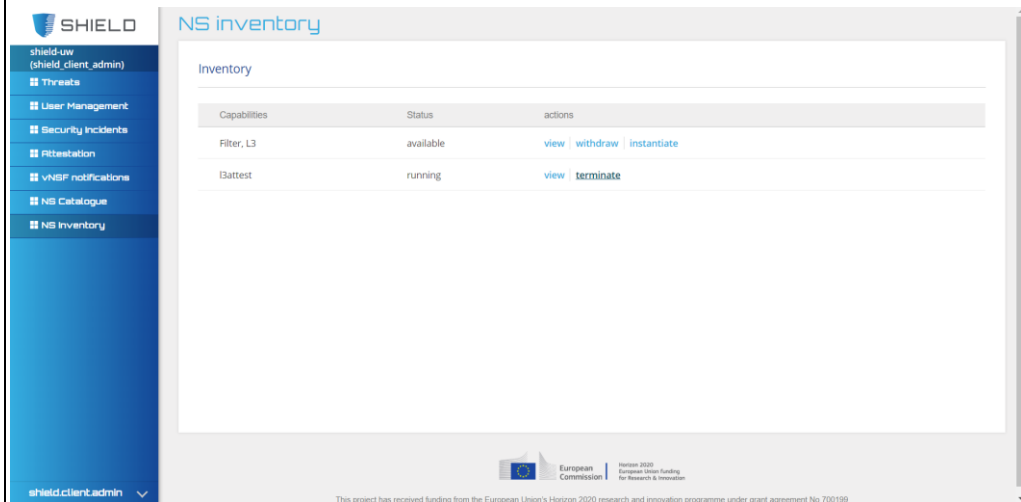 SHIELD
shield-uw
(shield_client_admin)
Threats
User Management
Security Incidents
Attestation
vNSF notifications
NS Catalogue
NS Inventory
shield.client.admin
NS inventory
Inventory
Capabilities Status actions
Filter, L3 available view withdraw instantiate
l3attest running view terminate
European
Commission
Horizon 2020
European Union funding
for Research & Innovation
This project has received funding from the European Union's Horizon 2020 research and innovation programme under grant agreement No 700199